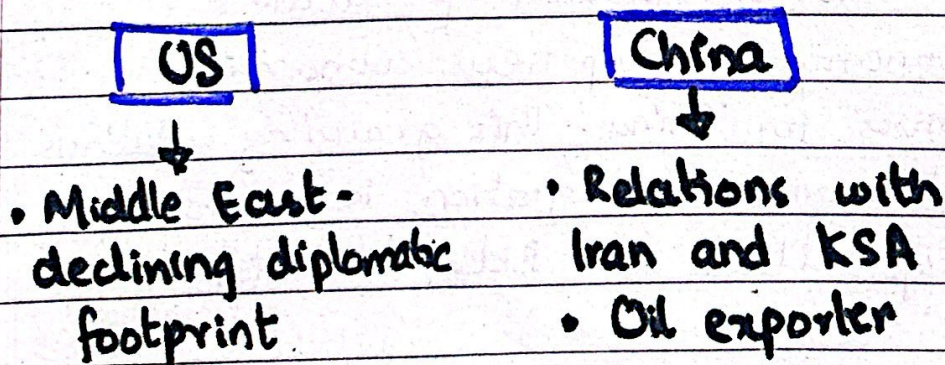 US
China
• Middle East -
declining diplomatic
footprint
• Relations with
Iran and KSA
• Oil exporter